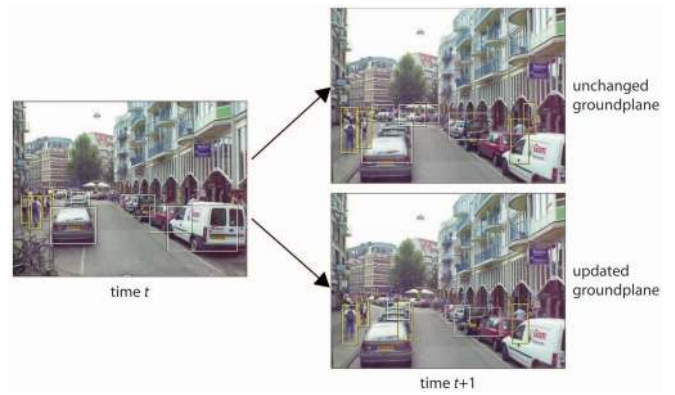 unchanged
groundplane
time t
updated
groundplane
time t+1